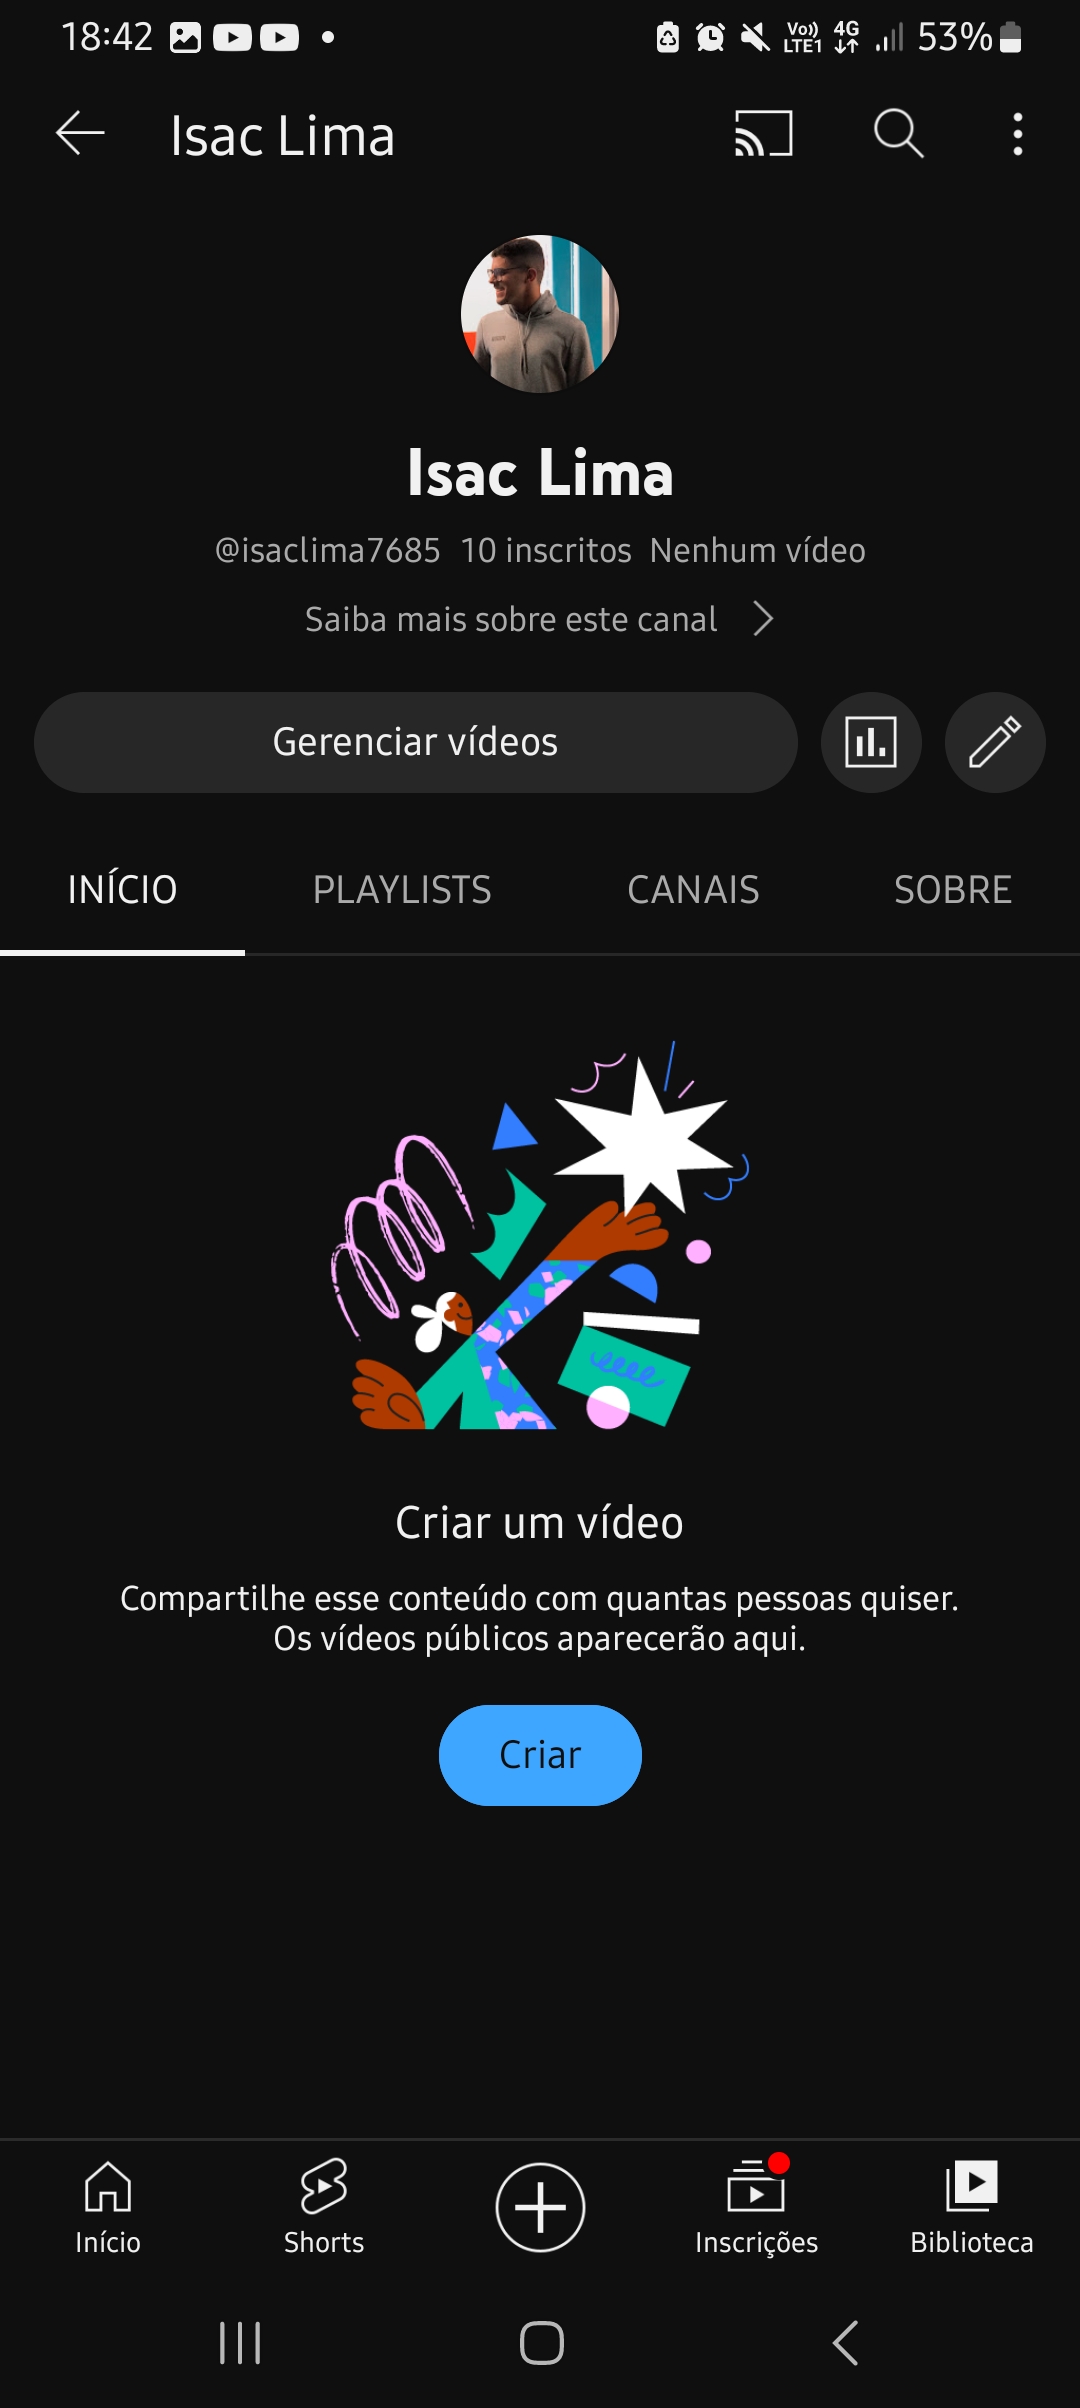 18:42
Vo)) LTE1 4G 53%
Isac Lima
Isac Lima
@isaclima7685 10 inscritos Nenhum vídeo
Saiba mais sobre este canal
Gerenciar vídeos
INÍCIO PLAYLISTS CANAIS SOBRE
Criar um vídeo
Compartilhe esse conteúdo com quantas pessoas quiser.
Os vídeos públicos aparecerão aqui.
Criar
Início Shorts Inscrições Biblioteca